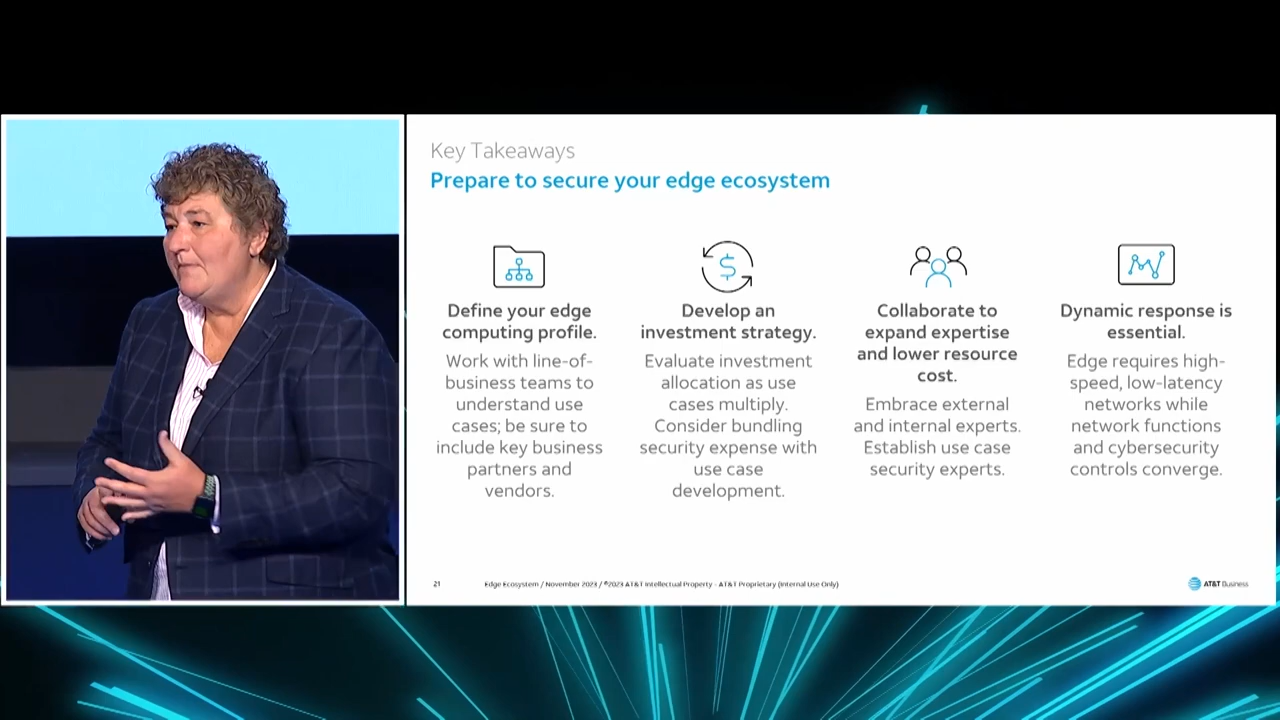 Key Takeaways
Prepare to secure your edge ecosystem
Define your edge
computing profile.
Work with line-of-
business teams to
understand use
cases; be sure to
include key business
partners and
vendors.
Develop an
investment strategy.
Evaluate investment
allocation as use
cases multiply.
Consider bundling
security expense with
use case
development.
Collaborate to
expand expertise
and lower resource
cost.
Embrace external
and internal experts.
Establish use case
security experts.
Dynamic response is
essential.
Edge requires high-
speed, low-latency
networks while
network functions
and cybersecurity
controls converge.
21
Edge Ecosystem / November 2023 / ©2023 AT&T Intellectual Property - AT&T Proprietary (Internal Use Only)
AT&T Business